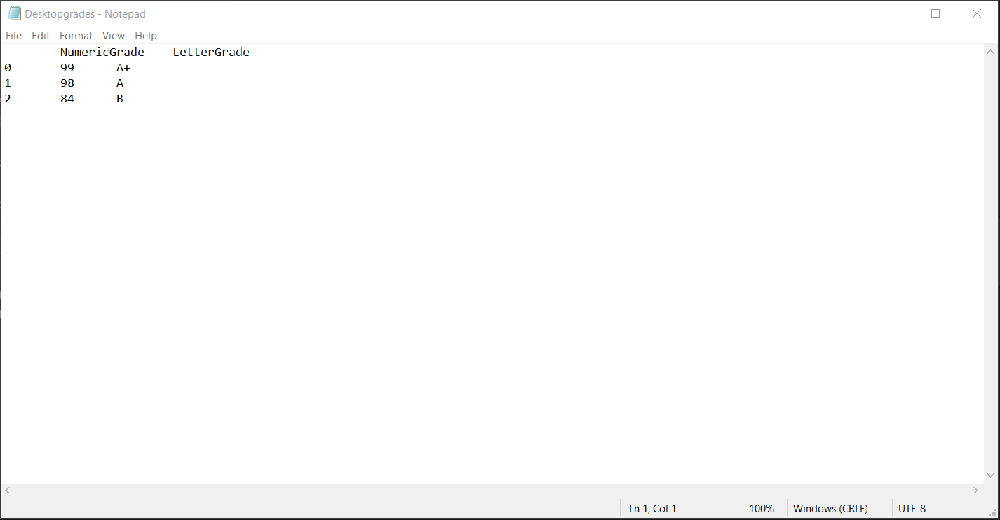 Desktopgrades - Notepad
File Edit Format View Help
NumericGrade LetterGrade
0 99 A+
1 98 A
2 84 B
Ln 1, Col 1 100% Windows (CRLF) UTF-8